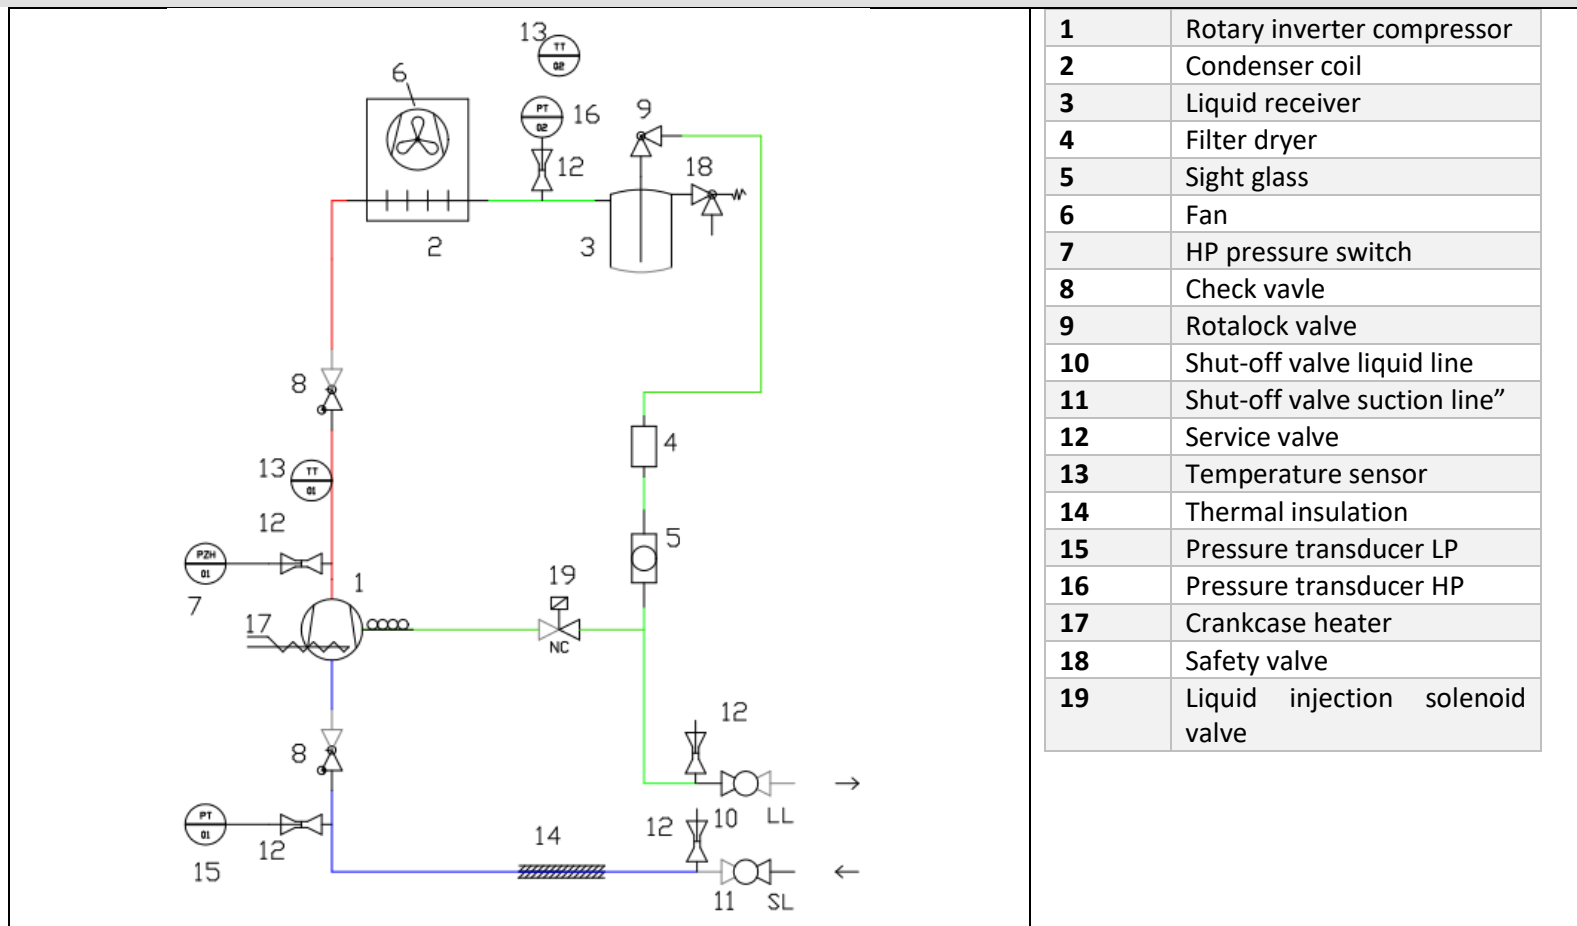 13
TT
02
6
PT
02
16
9
12
18
2
3
8
13
TT
01
4
12
PZH
01
7
1
5
19
17
NC
12
8
10
LL
PT
01
12
15
14
12
11
SL
1 Rotary inverter compressor
2 Condenser coil
3 Liquid receiver
4 Filter dryer
5 Sight glass
6 Fan
7 HP pressure switch
8 Check vavle
9 Rotalock valve
10 Shut-off valve liquid line
11 Shut-off valve suction line”
12 Service valve
13 Temperature sensor
14 Thermal insulation
15 Pressure transducer LP
16 Pressure transducer HP
17 Crankcase heater
18 Safety valve
19 Liquid injection solenoid
valve